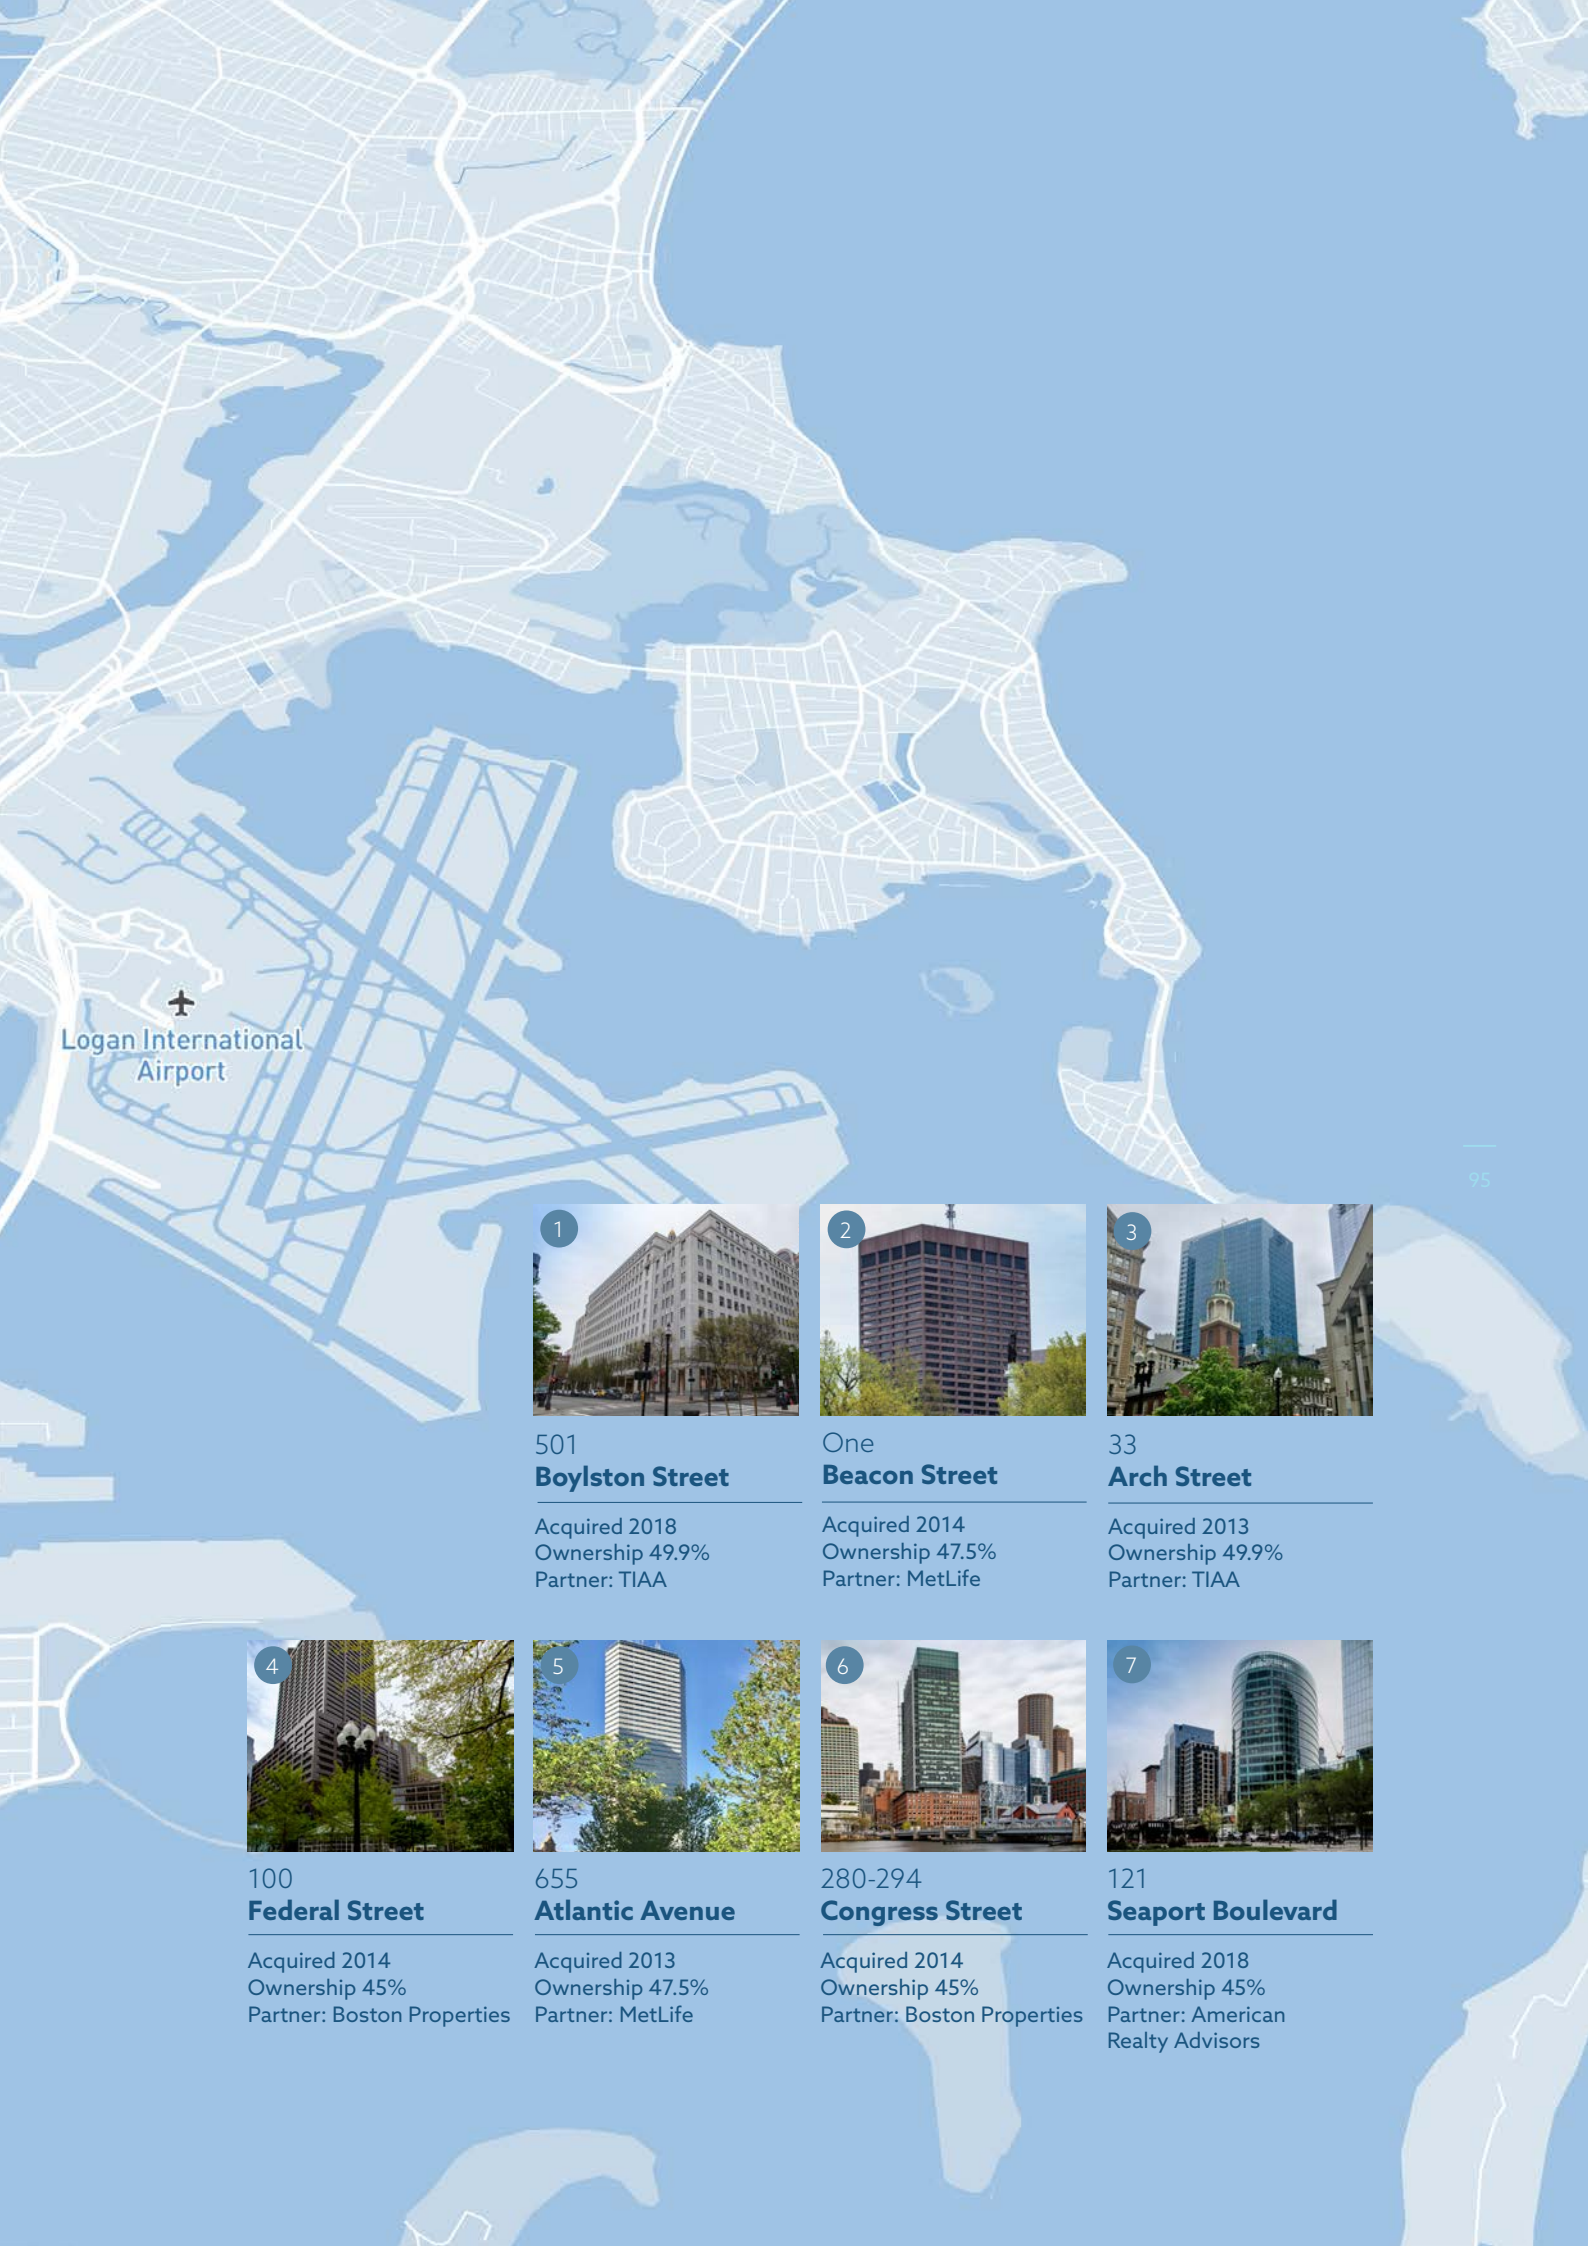 Logan International
Airport
95
1
501
Boylston Street
Acquired 2018
Ownership 49.9%
Partner: TIAA
2
One
Beacon Street
Acquired 2014
Ownership 47.5%
Partner: MetLife
3
33
Arch Street
Acquired 2013
Ownership 49.9%
Partner: TIAA
4
100
Federal Street
Acquired 2014
Ownership 45%
Partner: Boston Properties
5
655
Atlantic Avenue
Acquired 2013
Ownership 47.5%
Partner: MetLife
6
280-294
Congress Street
Acquired 2014
Ownership 45%
Partner: Boston Properties
7
121
Seaport Boulevard
Acquired 2018
Ownership 45%
Partner: American
Realty Advisors